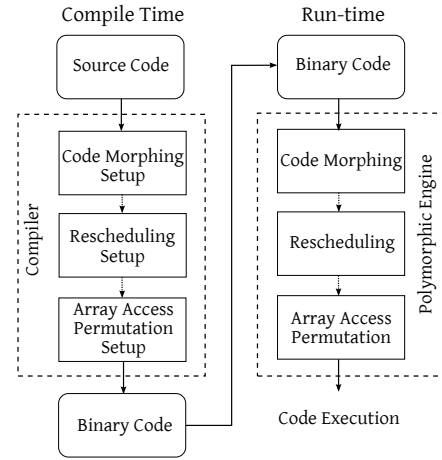 Compile Time
Source Code
Compiler
Code Morphing
Setup
Rescheduling
Setup
Array Access
Permutation
Setup
Binary Code
Run-time
Binary Code
Polymorphic Engine
Code Morphing
Rescheduling
Array Access
Permutation
Code Execution